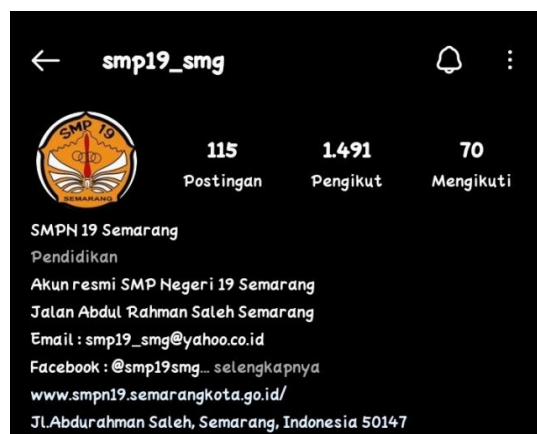 smp19_smg
SMP 19
SEMARANG
115
1.491
70
Postingan
Pengikut
Mengikuti
SMPN 19 Semarang
Pendidikan
Akun resmi SMP Negeri 19 Semarang
Jalan Abdul Rahman Saleh Semarang
Email : smp19_smg@yahoo.co.id
Facebook : @smp19smg... selengkapnya
www.smpn19.semarangkota.go.id/
Jl.Abdurahman Saleh, Semarang, Indonesia 50147